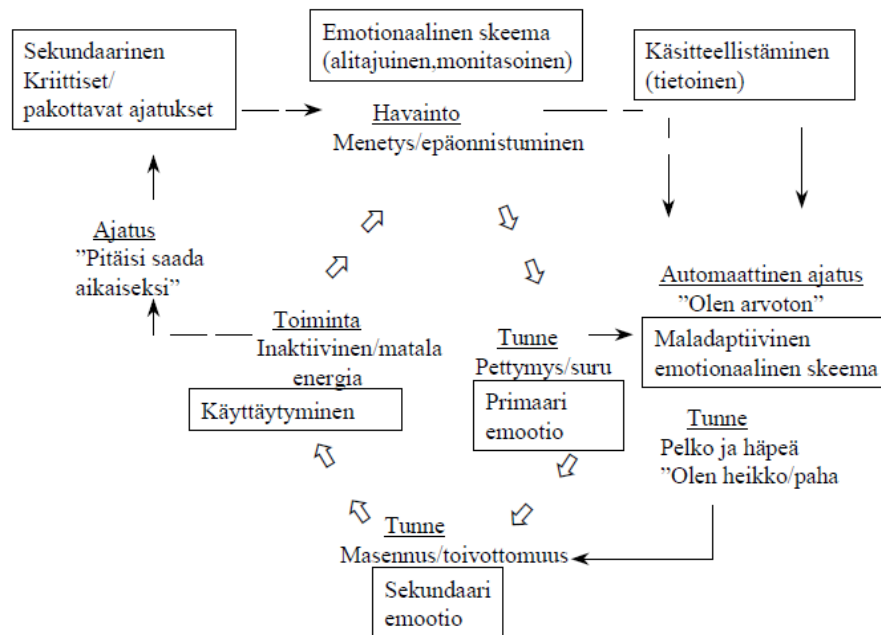 Sekundaarinen
Kriittiset/
pakottavat ajatukset
Emotionaalinen skeema
(alitajuinen,monitasoinen)
Käsitteellistäminen
(tietoinen)
Havainto
Menetys/epäonnistuminen
Ajatus
”Pitäisi saada
aikaiseksi”
Toiminta
Inaktiivinen/matala
energia
Käyttäytyminen
Tunne
Pettymys/suru
Primaari
emootio
Automaattinen ajatus
”Olen arvoton”
Maladaptiivinen
emotionaalinen skeema
Tunne
Pelko ja häpeä
”Olen heikko/paha
Tunne
Masennus/toivottomuus
Sekundaari
emootio